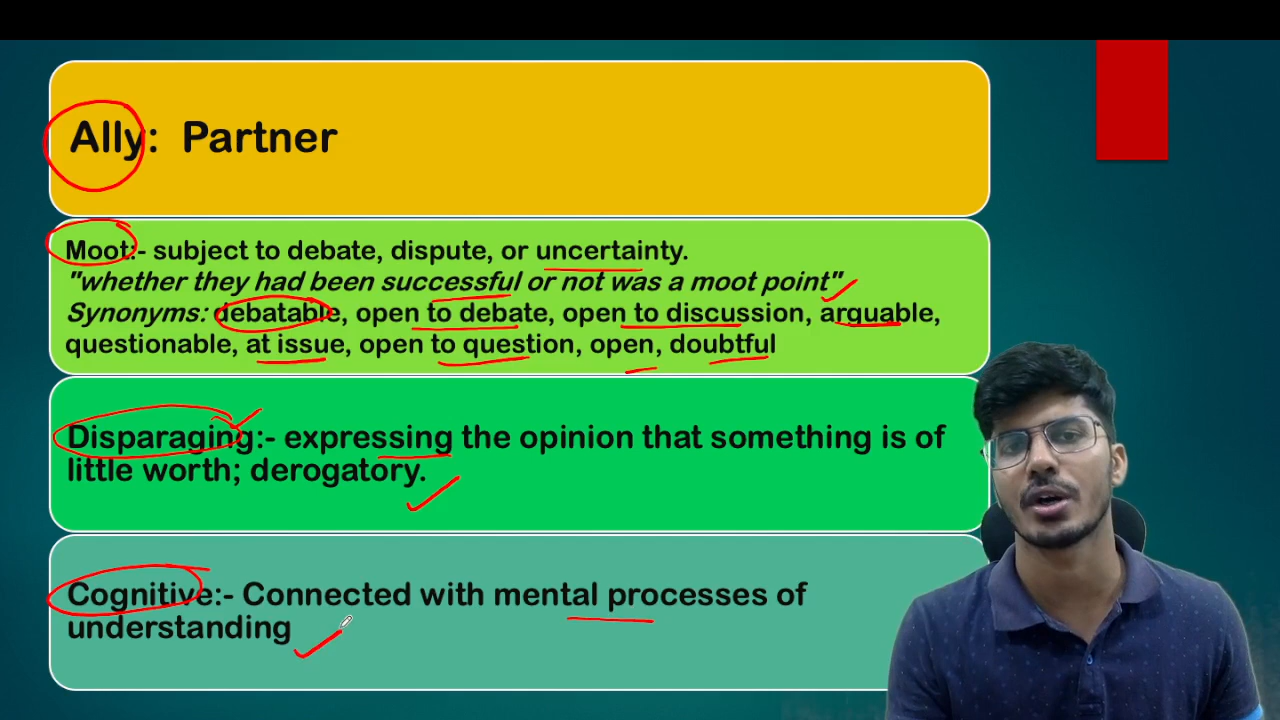 Ally: Partner
Moot:- subject to debate, dispute, or uncertainty.
"whether they had been successful or not was a moot point"
Synonyms: debatable, open to debate, open to discussion, arguable,
questionable, at issue, open to question, open, doubtful
Disparaging:- expressing the opinion that something is of
little worth; derogatory.
Cognitive:- Connected with mental processes of
understanding